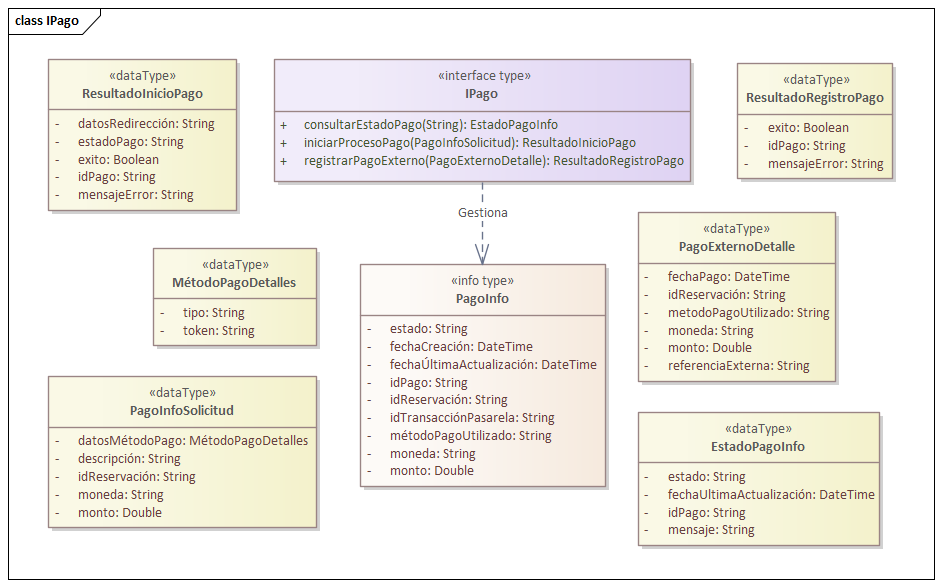 class IPago
«dataType»
ResultadoInicioPago
- datosRedirección: String
- estadoPago: String
- exito: Boolean
- idPago: String
- mensajeError: String
«interface type»
IPago
+ consultarEstadoPago(String): EstadoPagoInfo
+ iniciarProcesoPago(PagoInfoSolicitud): ResultadoInicioPago
+ registrarPagoExterno(PagoExternoDetalle): ResultadoRegistroPago
«dataType»
ResultadoRegistroPago
- exito: Boolean
- idPago: String
- mensajeError: String
Gestiona
«dataType»
MétodoPagoDetalles
- tipo: String
- token: String
«info type»
PagoInfo
- estado: String
- fechaCreación: DateTime
- fechaÚltimaActualización: DateTime
- idPago: String
- idReservación: String
- idTransacciónPasarela: String
- métodoPagoUtilizado: String
- moneda: String
- monto: Double
«dataType»
PagoExternoDetalle
- fechaPago: DateTime
- idReservación: String
- metodoPagoUtilizado: String
- moneda: String
- monto: Double
- referenciaExterna: String
«dataType»
PagoInfoSolicitud
- datosMétodoPago: MétodoPagoDetalles
- descripción: String
- idReservación: String
- moneda: String
- monto: Double
«dataType»
EstadoPagoInfo
- estado: String
- fechaUltimaActualización: DateTime
- idPago: String
- mensaje: String